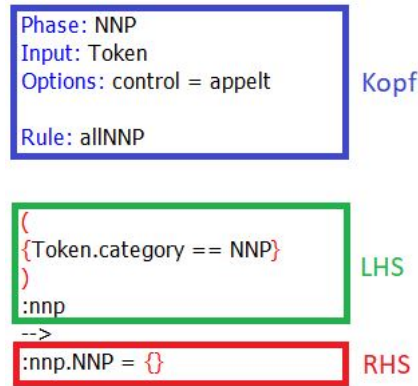 Phase: NNP
Input: Token
Options: control = appelt
Kopf
Rule: allNNP
(
{Token.category == NNP}
)
LHS
:nnp
-->
:nnp.NNP = {}
RHS